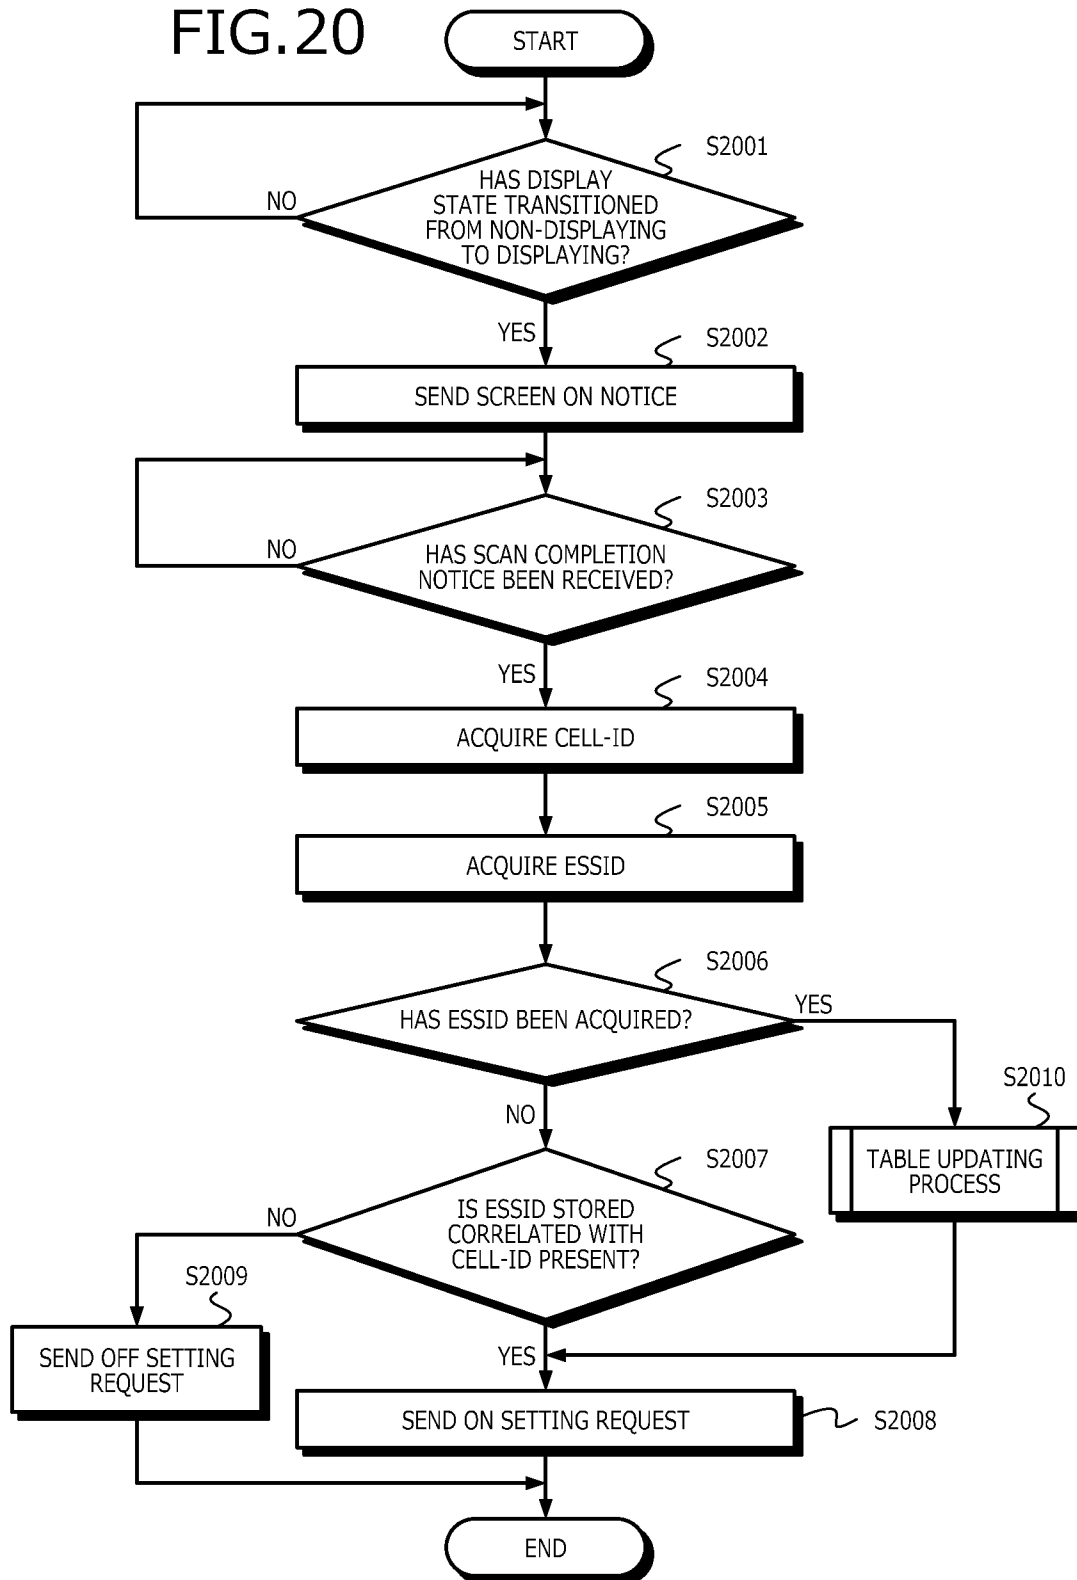 FIG.20
START
S2001
HAS DISPLAY
STATE TRANSITIONED
FROM NON-DISPLAYING
TO DISPLAYING?
NO
YES
S2002
SEND SCREEN ON NOTICE
S2003
HAS SCAN COMPLETION
NOTICE BEEN RECEIVED?
NO
YES
S2004
ACQUIRE CELL-ID
S2005
ACQUIRE ESSID
S2006
HAS ESSID BEEN ACQUIRED?
YES
NO
S2010
TABLE UPDATING
PROCESS
S2007
IS ESSID STORED
CORRELATED WITH
CELL-ID PRESENT?
NO
S2009
SEND OFF SETTING
REQUEST
YES
SEND ON SETTING REQUEST
S2008
END